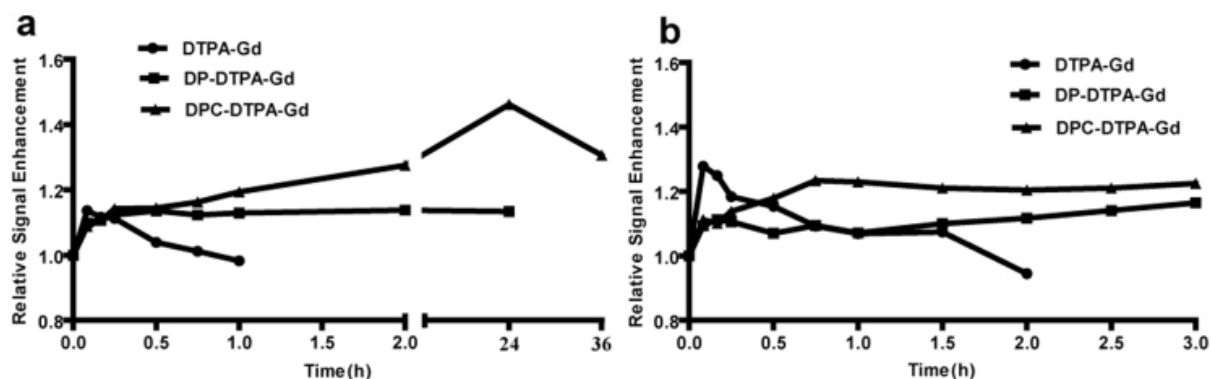 a
DTPA-Gd
DP-DTPA-Gd
DPC-DTPA-Gd
Relative Signal Enhancement
1.6
1.4
1.2
1.0
0.8
0.0 0.5 1.0 1.5 2.0 24 36
Time(h)
b
DTPA-Gd
DP-DTPA-Gd
DPC-DTPA-Gd
Relative Signal Enhancement
1.6
1.4
1.2
1.0
0.8
0.0 0.5 1.0 1.5 2.0 2.5 3.0
Time(h)